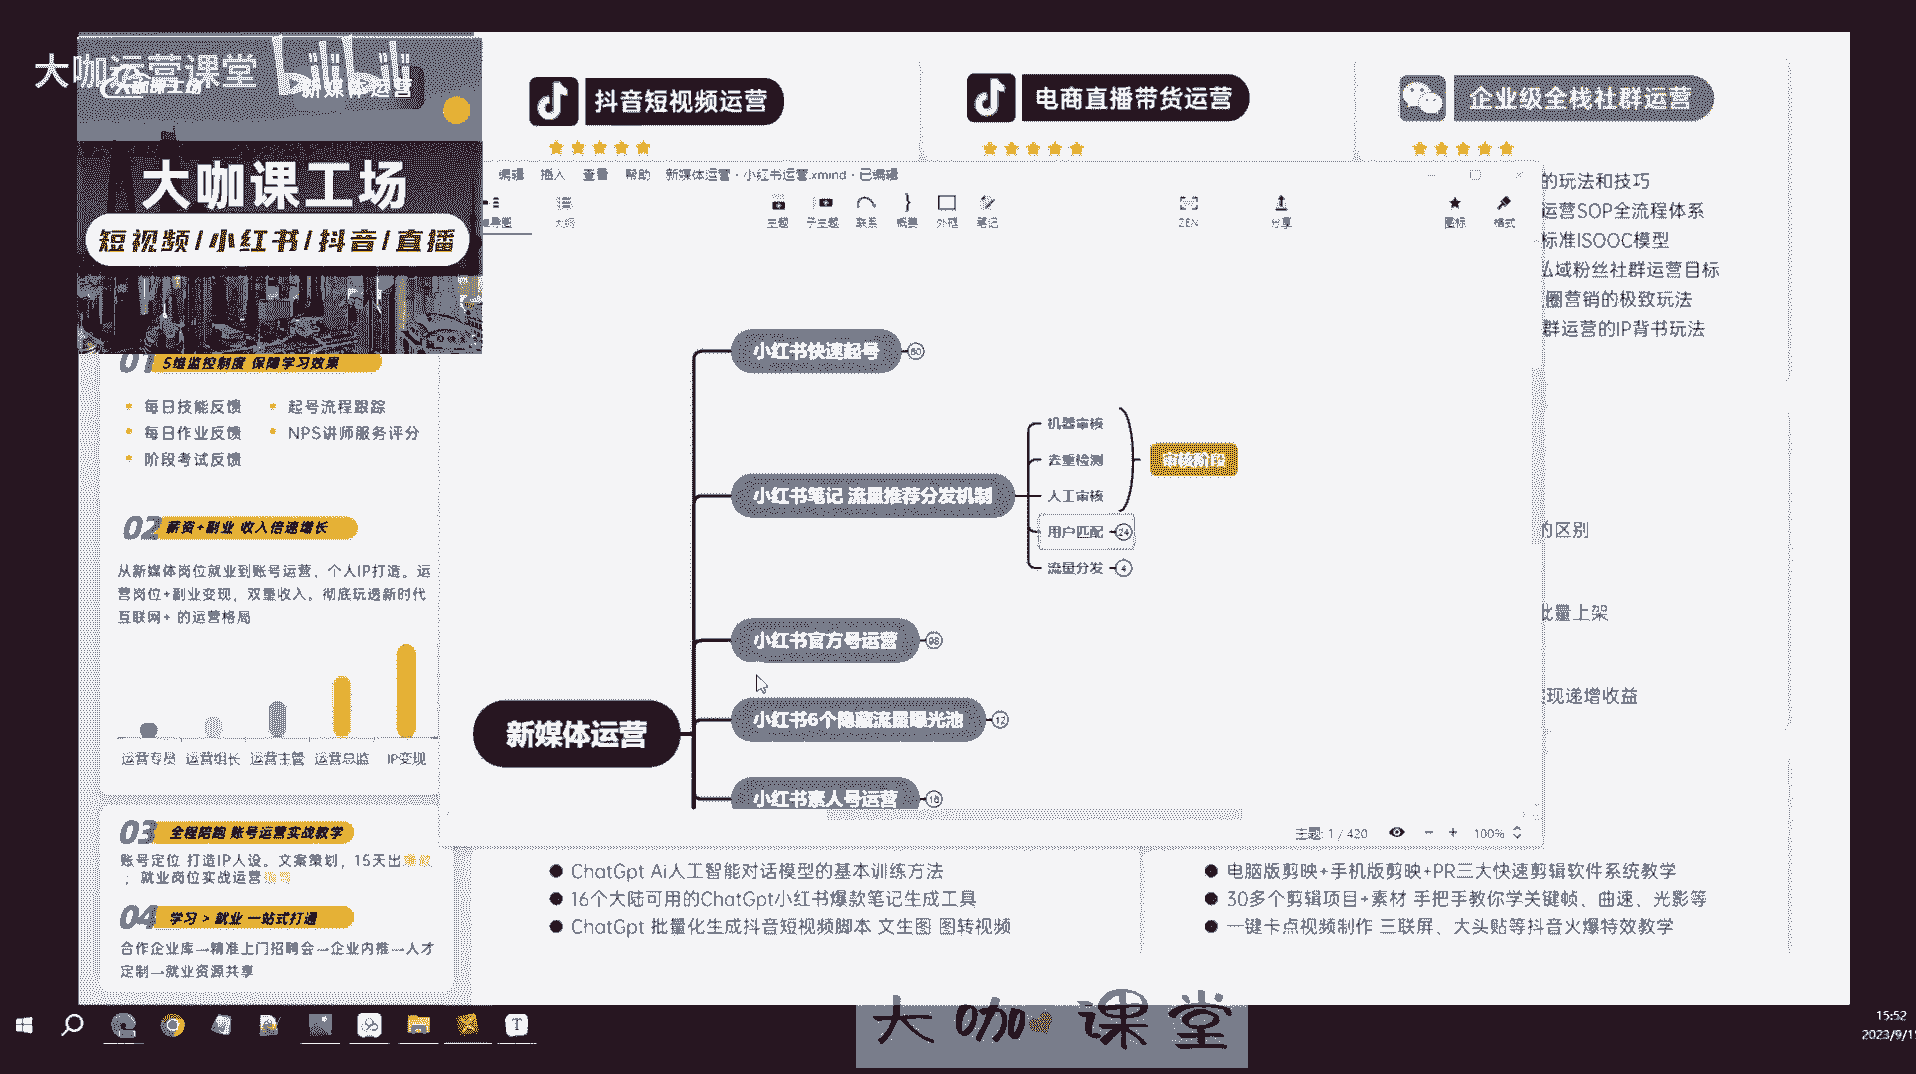 大咖运营课堂 bilibili
大咖课工场
新媒体运营
大咖课工场
短视频/小红书/抖音/直播
抖音短视频运营
电商直播带货运营
企业级全栈社群运营
编辑 插入 查看 帮助 新媒体运营 · 小红书运营.xmind · 已编辑
大纲 主题 子主题 联系 概要 外框 笔记 ZEN 分享 图标 格式
的玩法和技巧
运营SOP全流程体系
标准ISOOC模型
私域粉丝社群运营目标
圈营销的极致玩法
群运营的IP背书玩法
的区别
批量上架
现递增收益
小红书快速起号 60
小红书笔记 流量推荐分发机制
机器审核
去重检测
人工审核
用户匹配 24
流量分发 4
审核阶段
小红书官方号运营 98
新媒体运营
小红书6个隐藏流量曝光池 12
小红书素人号运营 16
主题: 1 / 420 100%
01 5维监控制度 保障学习效果
每日技能反馈 起号流程跟踪
每日作业反馈 NPS讲师服务评分
阶段考试反馈
02 薪资+副业 收入倍速增长
从新媒体岗位就业到账号运营，个人IP打造。运
营岗位+副业变现，双重收入。彻底玩透新时代
互联网+ 的运营格局
运营专员 运营组长 运营主管 运营总监 IP变现
03 全程陪跑 账号运营实战教学
账号定位 打造IP人设。文案策划，15天出
；就业岗位实战运营
04 学习 > 就业 一站式打通
合作企业库→精准上门招聘会→企业内推→人才
定制→就业资源共享
ChatGpt Ai人工智能对话模型的基本训练方法
16个大陆可用的ChatGpt小红书爆款笔记生成工具
ChatGpt 批量化生成抖音短视频脚本 文生图 图转视频
电脑版剪映+手机版剪映+PR三大快速剪辑软件系统教学
30多个剪辑项目+素材 手把手教你学关键帧、曲速、光影等
一键卡点视频制作 三联屏、大头贴等抖音火爆特效教学
大咖课堂
15:52
2023/9/1